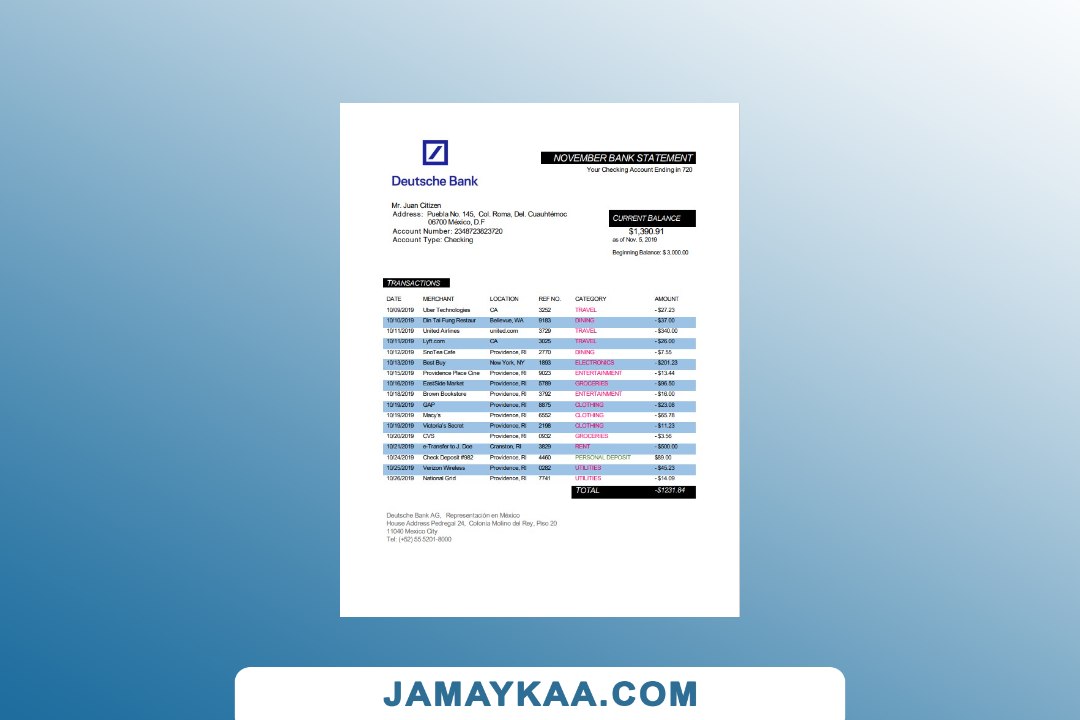 Deutsche Bank
NOVEMBER BANK STATEMENT
Your Checking Account Ending in 720
Mr. Juan Citizen
Address: Puebla No. 145, Col. Roma, Del. Cuauhtémoc
06700 México, D.F
Account Number: 2348723823720
Account Type: Checking
CURRENT BALANCE
$1,390.91
as of Nov. 5, 2019
Beginning Balance: $ 3,000.00
TRANSACTIONS
DATE MERCHANT LOCATION REF NO. CATEGORY AMOUNT
10/09/2019 Uber Technologies CA 3252 TRAVEL - $27.23
10/10/2019 Din Tai Fung Restaur Bellevue, WA 9183 DINING - $37.00
10/11/2019 United Airlines united.com 3729 TRAVEL - $340.00
10/11/2019 Lyft.com CA 3025 TRAVEL - $26.00
10/12/2019 SnoTea Cafe Providence, RI 2770 DINING - $7.55
10/13/2019 Best Buy New York, NY 1893 ELECTRONICS - $201.23
10/15/2019 Providence Place Cine Providence, RI 9023 ENTERTAINMENT - $13.44
10/16/2019 EastSide Market Providence, RI 5789 GROCERIES - $96.50
10/18/2019 Brown Bookstore Providence, RI 3792 ENTERTAINMENT - $16.00
10/19/2019 GAP Providence, RI 8875 CLOTHING - $23.08
10/19/2019 Macy's Providence, RI 6552 CLOTHING - $65.78
10/19/2019 Victoria's Secret Providence, RI 2198 CLOTHING - $11.23
10/20/2019 CVS Providence, RI 0932 GROCERIES - $3.56
10/21/2019 e-Transfer to J. Doe Cranston, RI 3829 RENT - $500.00
10/24/2019 Check Deposit #982 Providence, RI 4460 PERSONAL DEPOSIT $89.00
10/25/2019 Verizon Wireless Providence, RI 0282 UTILITIES - $45.23
10/26/2019 National Grid Providence, RI 7741 UTILITIES - $14.09
TOTAL -$1231.84
Deutsche Bank AG, Representación en México
House Address Pedregal 24, Colonia Molino del Rey, Piso 20
11040 Mexico City
Tel: (+52) 55 5201-8000
JAMAYKAA.COM